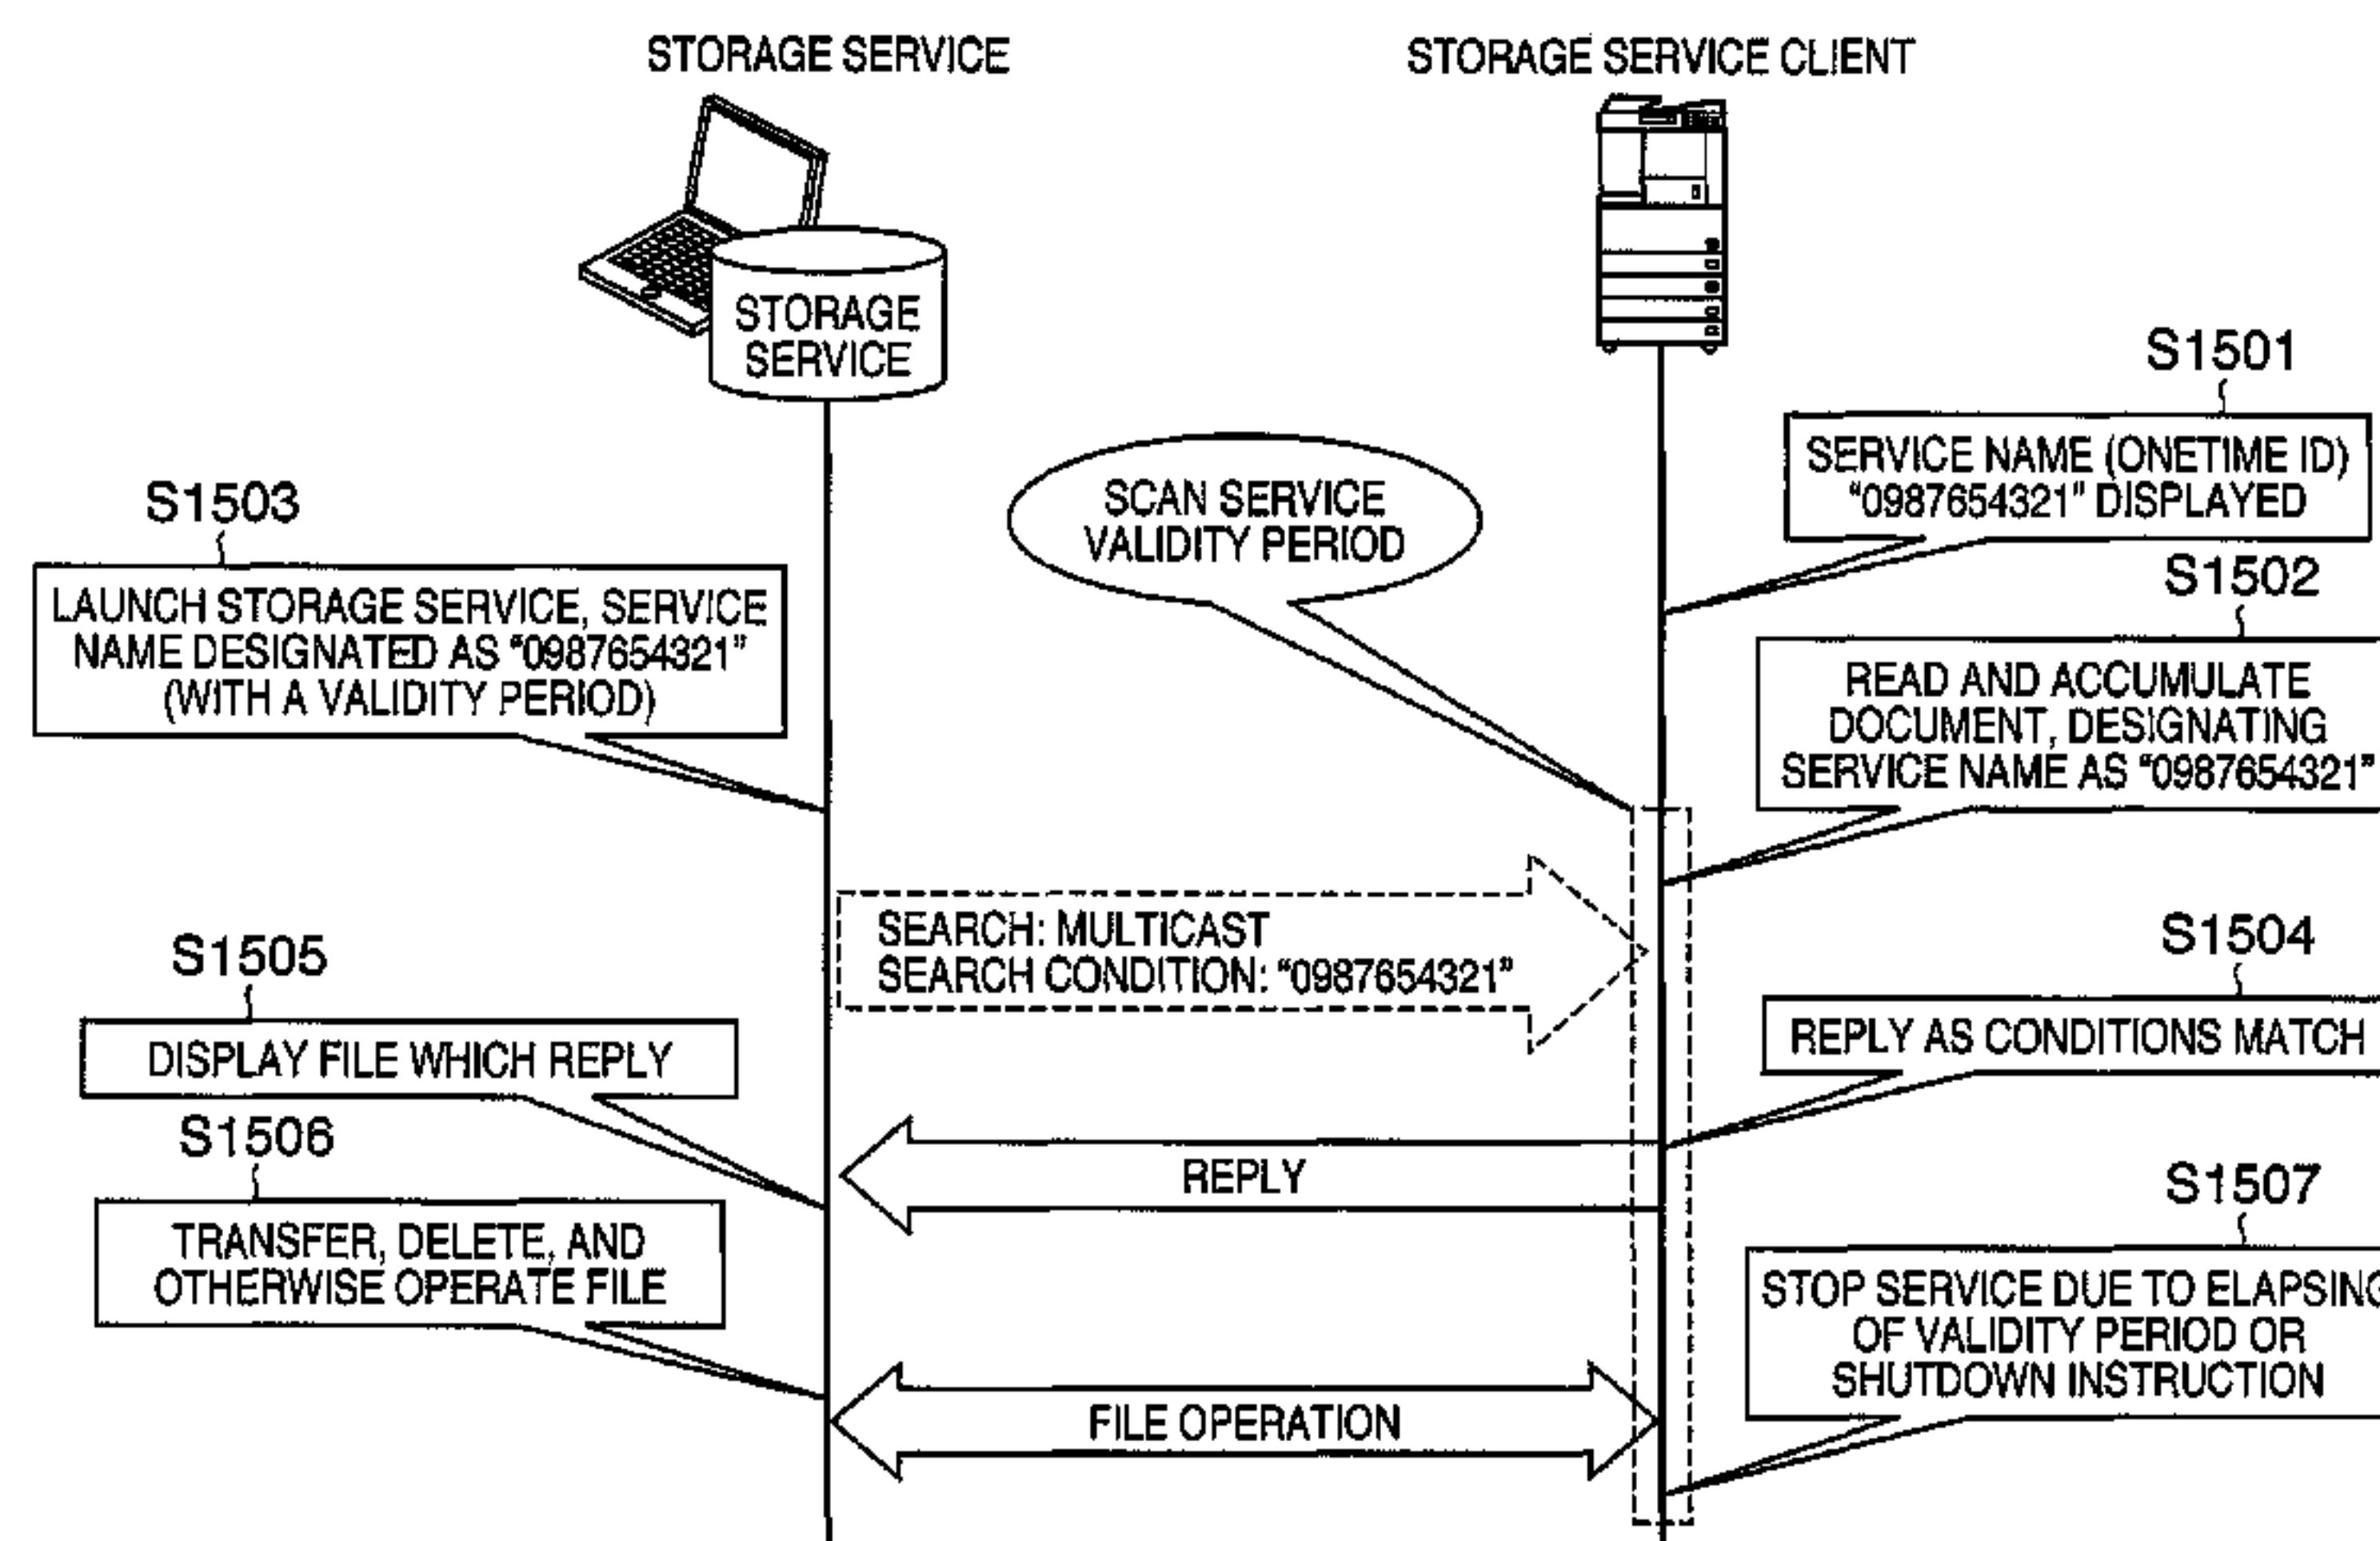 STORAGE SERVICE
STORAGE SERVICE CLIENT
STORAGE
SERVICE
S1501
SERVICE NAME (ONETIME ID)
“0987654321” DISPLAYED
SCAN SERVICE
VALIDITY PERIOD
S1503
LAUNCH STORAGE SERVICE, SERVICE
NAME DESIGNATED AS “0987654321”
(WITH A VALIDITY PERIOD)
S1502
READ AND ACCUMULATE
DOCUMENT, DESIGNATING
SERVICE NAME AS “0987654321”
SEARCH: MULTICAST
SEARCH CONDITION: “0987654321”
S1505
DISPLAY FILE WHICH REPLY
S1504
REPLY AS CONDITIONS MATCH
REPLY
S1506
TRANSFER, DELETE, AND
OTHERWISE OPERATE FILE
S1507
STOP SERVICE DUE TO ELAPSING
OF VALIDITY PERIOD OR
SHUTDOWN INSTRUCTION
FILE OPERATION